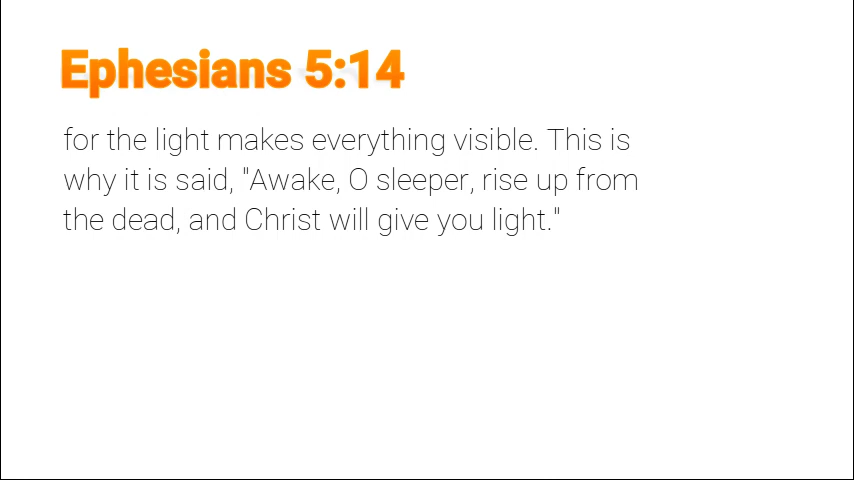 Ephesians 5:14
for the light makes everything visible. This is
why it is said, "Awake, O sleeper, rise up from
the dead, and Christ will give you light."